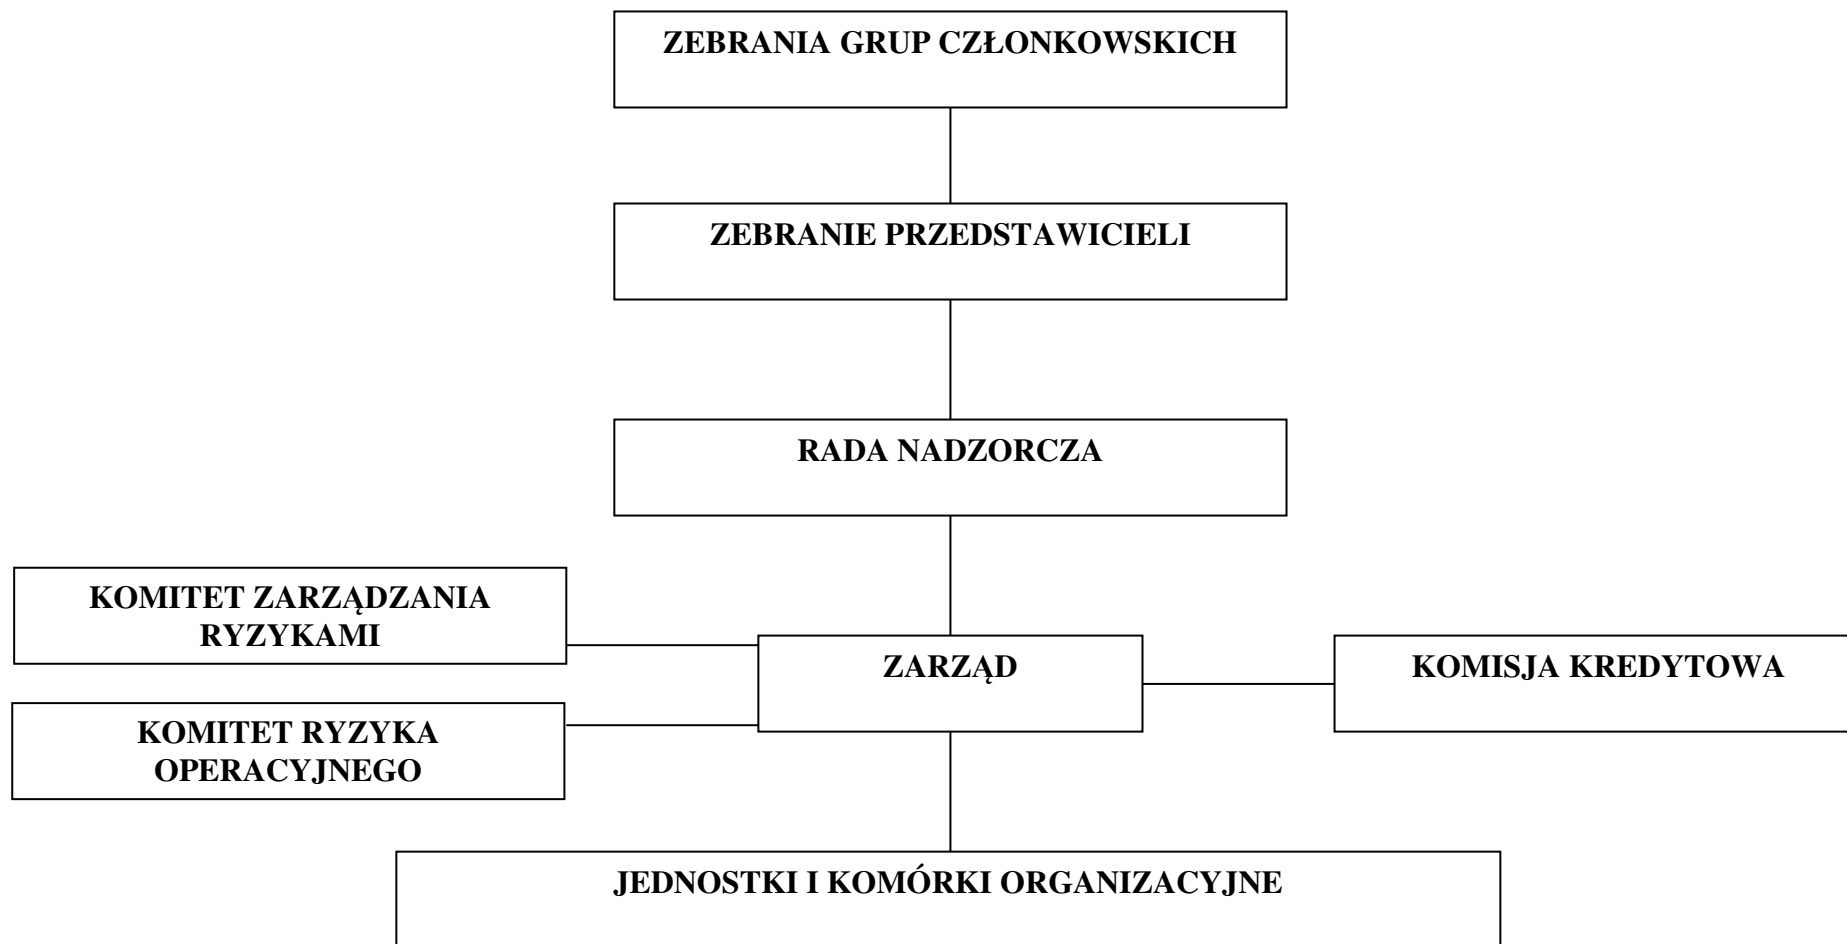 ZEBRANIA GRUP CZŁONKOWSKICH
ZEBRANIE PRZEDSTAWICIELI
RADA NADZORCZA
KOMITET ZARZĄDZANIA
RYZYKAMI
ZARZĄD
KOMISJA KREDYTOWA
KOMITET RYZYKA
OPERACYJNEGO
JEDNOSTKI I KOMÓRKI ORGANIZACYJNE